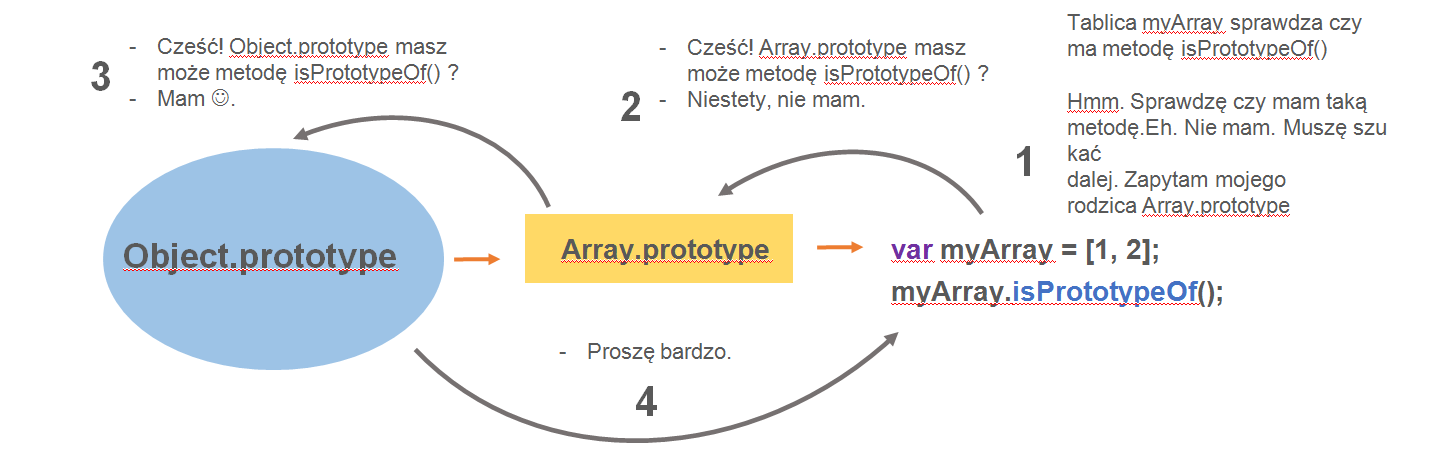 Tablica myArray sprawdza czy
ma metodę isPrototypeOf()
Hmm. Sprawdzę czy mam taką
metodę.Eh. Nie mam. Muszę szu
kać
dalej. Zapytam mojego
rodzica Array.prototype
1
- Cześć! Array.prototype masz
może metodę isPrototypeOf() ?
- Niestety, nie mam.
2
- Cześć! Object.prototype masz
może metodę isPrototypeOf() ?
- Mam ☺.
3
Object.prototype
Array.prototype
var myArray = [1, 2];
myArray.isPrototypeOf();
- Proszę bardzo.
4